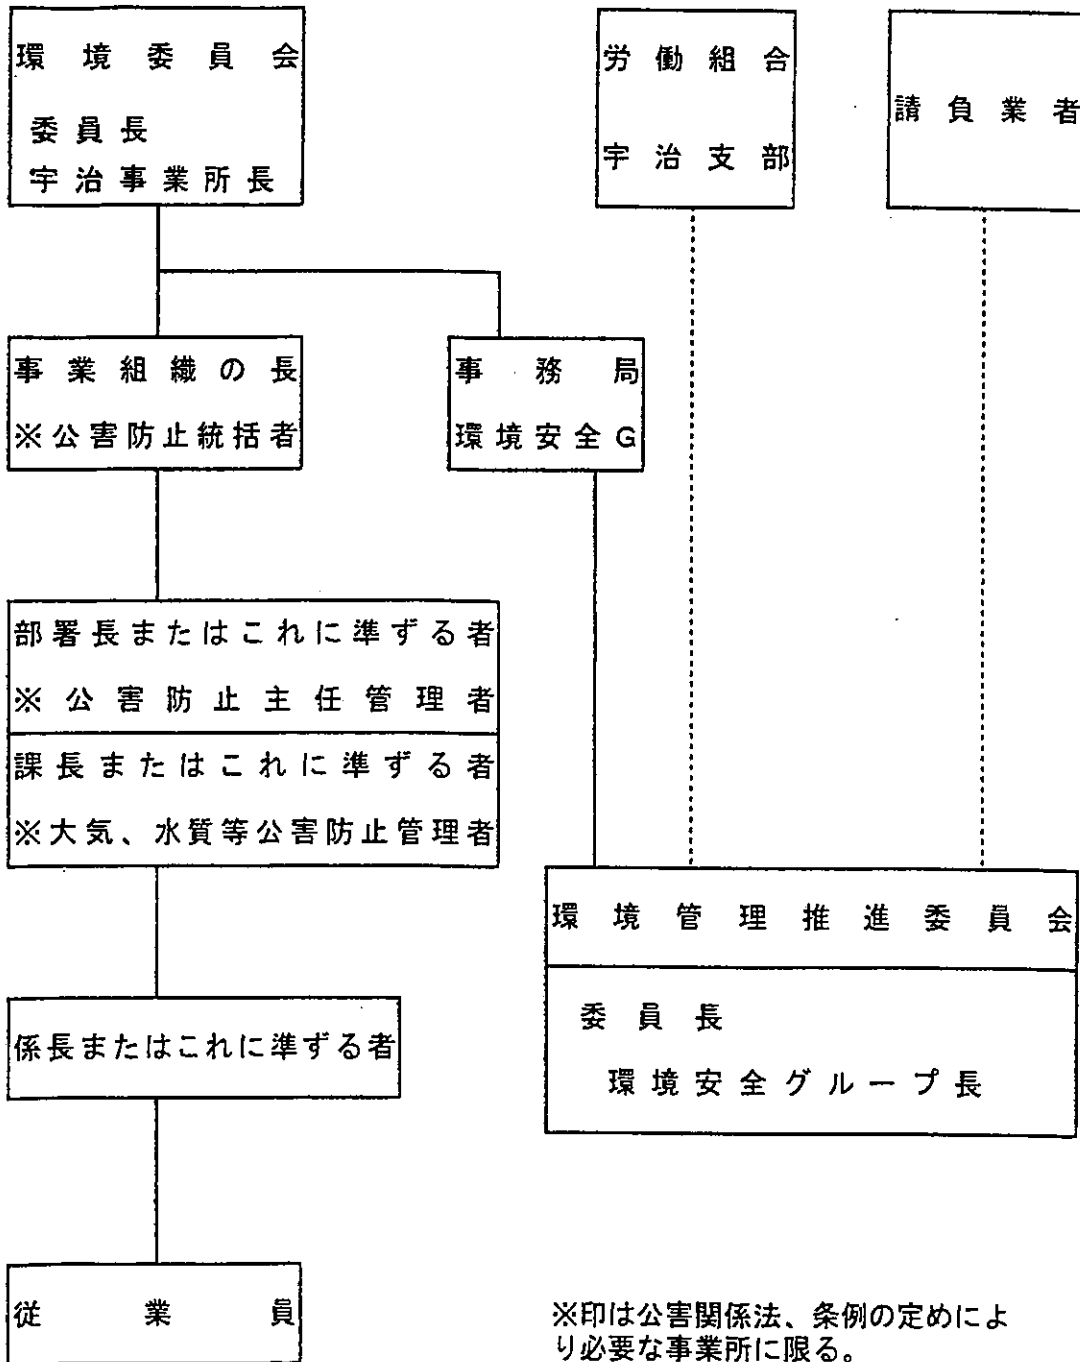 環境委員会
委員長
宇治事業所長
労働組合
宇治支部
請負業者
事業組織の長
※公害防止統括者
事務局
環境安全G
部署長またはこれに準ずる者
※公害防止主任管理者
課長またはこれに準ずる者
※大気、水質等公害防止管理者
環境管理推進委員会
委員長
環境安全グループ長
係長またはこれに準ずる者
従業員
※印は公害関係法、条例の定めによ
り必要な事業所に限る。